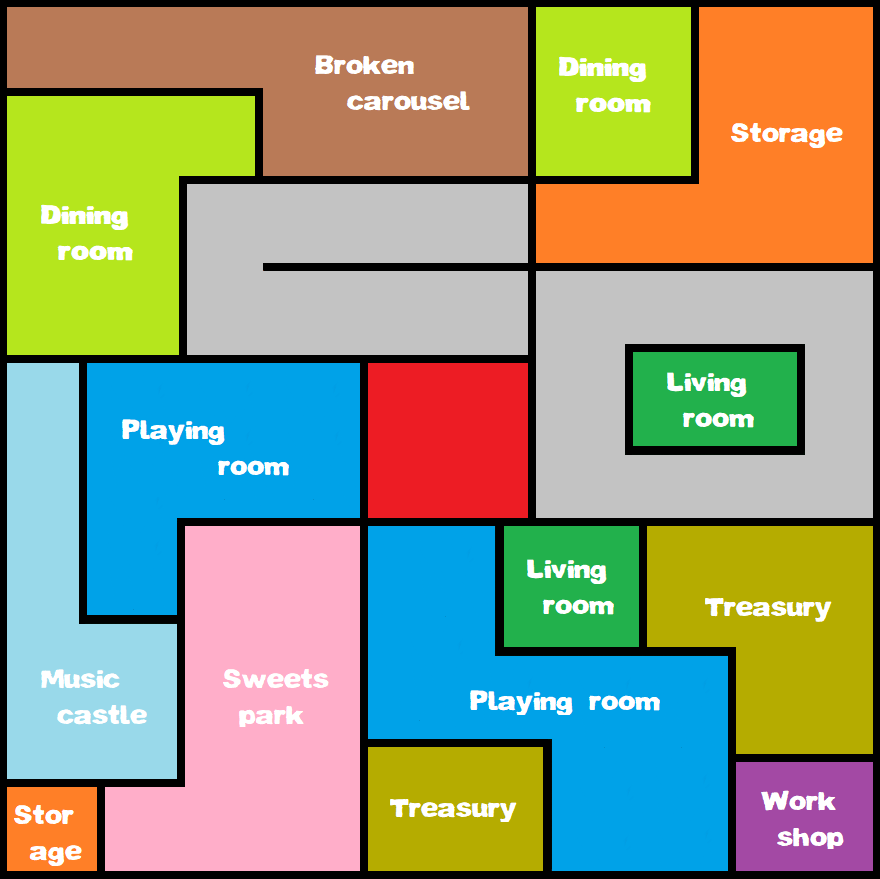 Broken
carousel
Dining
room
Storage
Dining
room
Living
room
Playing
room
Living
room
Treasury
Music
castle
Sweets
park
Playing room
Stor
age
Treasury
Work
shop